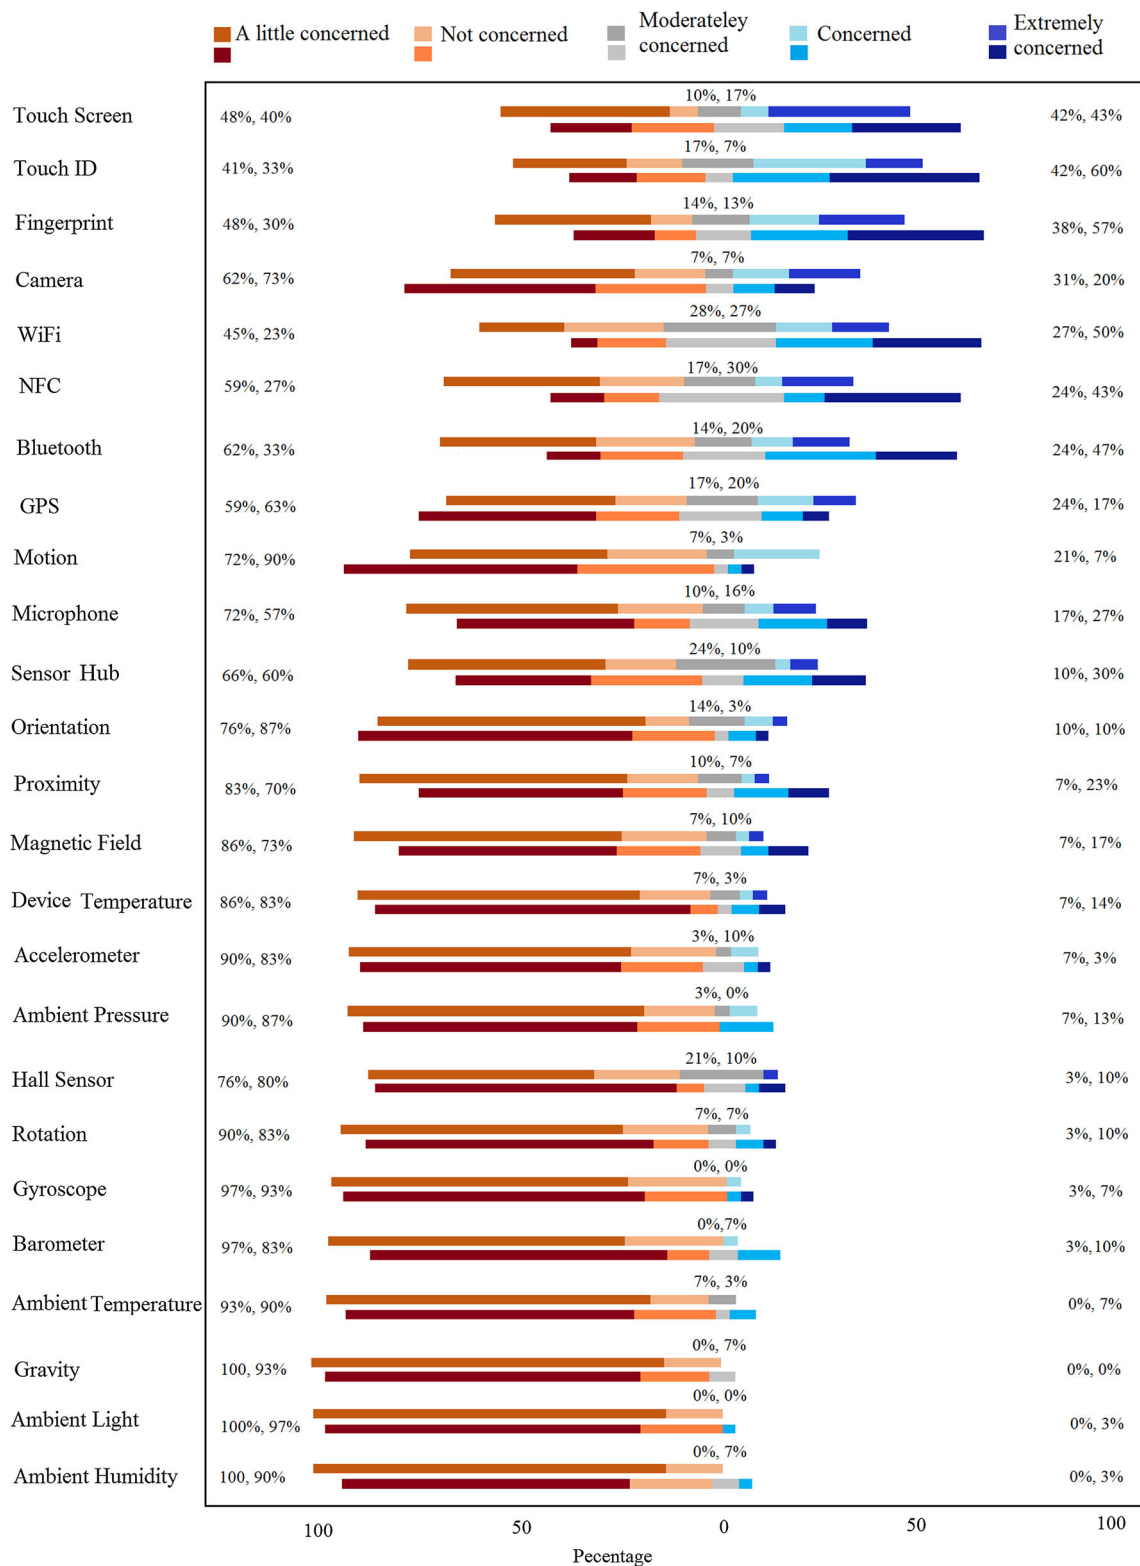 A little concerned
Not concerned
Moderateley
concerned
Concerned
Extremely
concerned
10%, 17%
Touch Screen 48%, 40% 42%, 43%
17%, 7%
Touch ID 41%, 33% 42%, 60%
14%, 13%
Fingerprint 48%, 30% 38%, 57%
7%, 7%
Camera 62%, 73% 31%, 20%
28%, 27%
WiFi 45%, 23% 27%, 50%
17%, 30%
NFC 59%, 27% 24%, 43%
14%, 20%
Bluetooth 62%, 33% 24%, 47%
17%, 20%
GPS 59%, 63% 24%, 17%
7%, 3%
Motion 72%, 90% 21%, 7%
10%, 16%
Microphone 72%, 57% 17%, 27%
24%, 10%
Sensor Hub 66%, 60% 10%, 30%
14%, 3%
Orientation 76%, 87% 10%, 10%
10%, 7%
Proximity 83%, 70% 7%, 23%
7%, 10%
Magnetic Field 86%, 73% 7%, 17%
7%, 3%
Device Temperature 86%, 83% 7%, 14%
3%, 10%
Accelerometer 90%, 83% 7%, 3%
3%, 0%
Ambient Pressure 90%, 87% 7%, 13%
21%, 10%
Hall Sensor 76%, 80% 3%, 10%
7%, 7%
Rotation 90%, 83% 3%, 10%
0%, 0%
Gyroscope 97%, 93% 3%, 7%
0%,7%
Barometer 97%, 83% 3%,10%
7%, 3%
Ambient Temperature 93%, 90% 0%, 7%
0%, 7%
Gravity 100, 93% 0%, 0%
0%, 0%
Ambient Light 100%, 97% 0%, 3%
0%, 7%
Ambient Humidity 100, 90% 0%, 3%
100 50 0 50 100
Pecentage